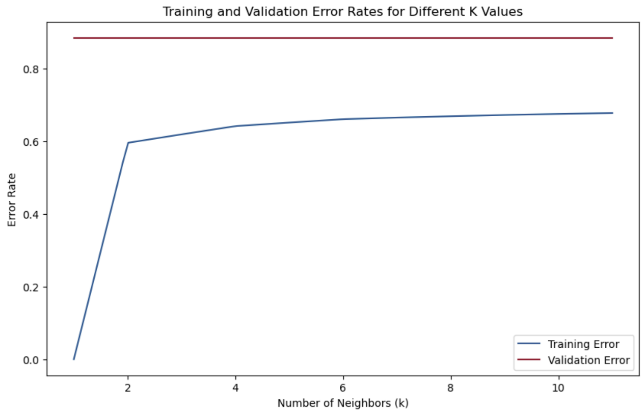 Training and Validation Error Rates for Different K Values
0.8
0.6
0.4
0.2
0.0
Error Rate
2 4 6 8 10
Number of Neighbors (k)
Training Error
Validation Error